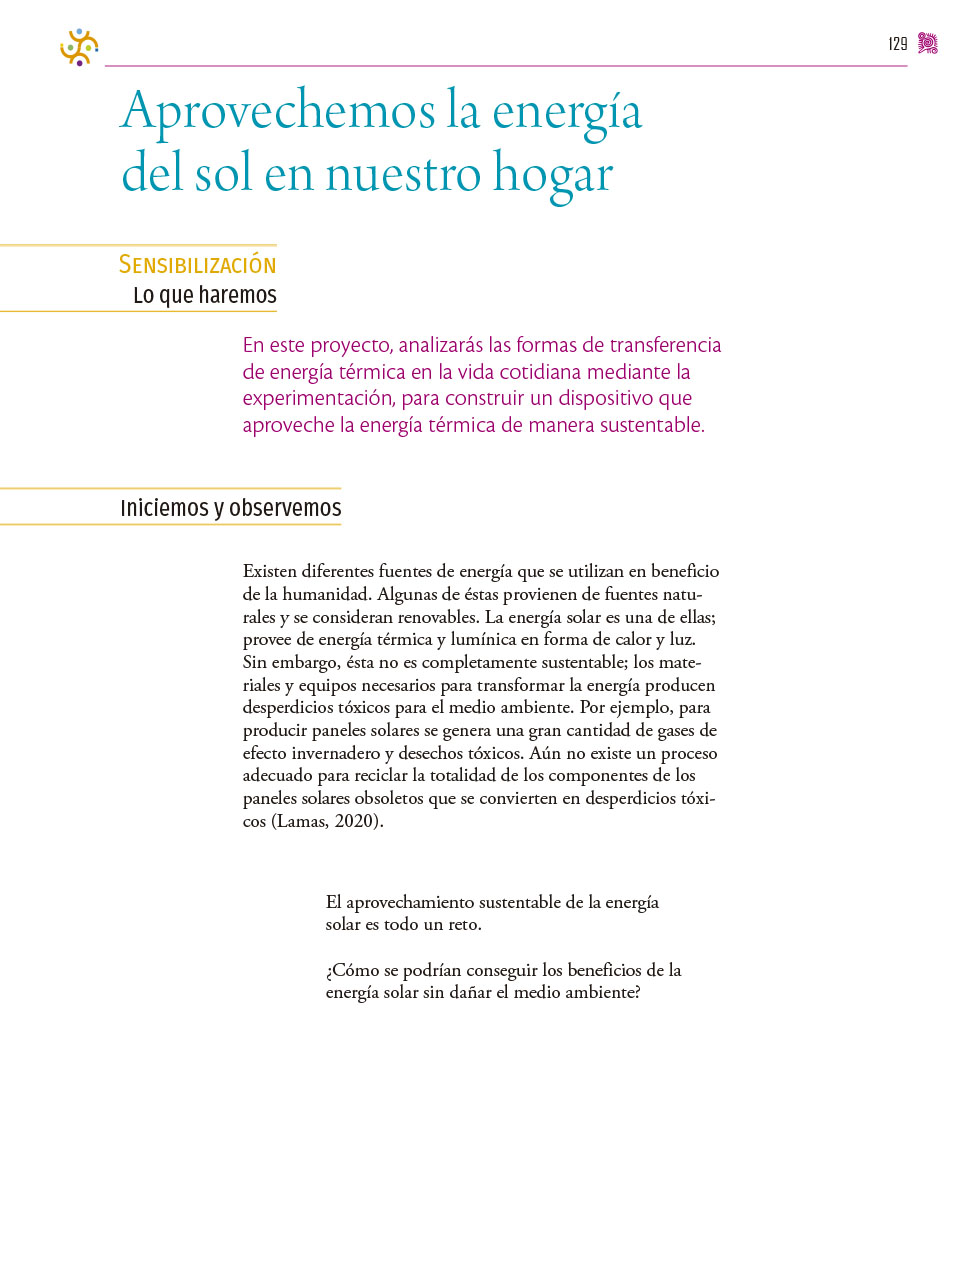 129
Aprovechemos la energía
del sol en nuestro hogar
Sensibilización
Lo que haremos
En este proyecto, analizarás las formas de transferencia
de energía térmica en la vida cotidiana mediante la
experimentación, para construir un dispositivo que
aproveche la energía térmica de manera sustentable.
Iniciemos y observemos
Existen diferentes fuentes de energía que se utilizan en beneficio
de la humanidad. Algunas de éstas provienen de fuentes natu-
rales y se consideran renovables. La energía solar es una de ellas;
provee de energía térmica y lumínica en forma de calor y luz.
Sin embargo, ésta no es completamente sustentable; los mate-
riales y equipos necesarios para transformar la energía producen
desperdicios tóxicos para el medio ambiente. Por ejemplo, para
producir paneles solares se genera una gran cantidad de gases de
efecto invernadero y desechos tóxicos. Aún no existe un proceso
adecuado para reciclar la totalidad de los componentes de los
paneles solares obsoletos que se convierten en desperdicios tóxi-
cos (Lamas, 2020).
El aprovechamiento sustentable de la energía
solar es todo un reto.
¿Cómo se podrían conseguir los beneficios de la
energía solar sin dañar el medio ambiente?